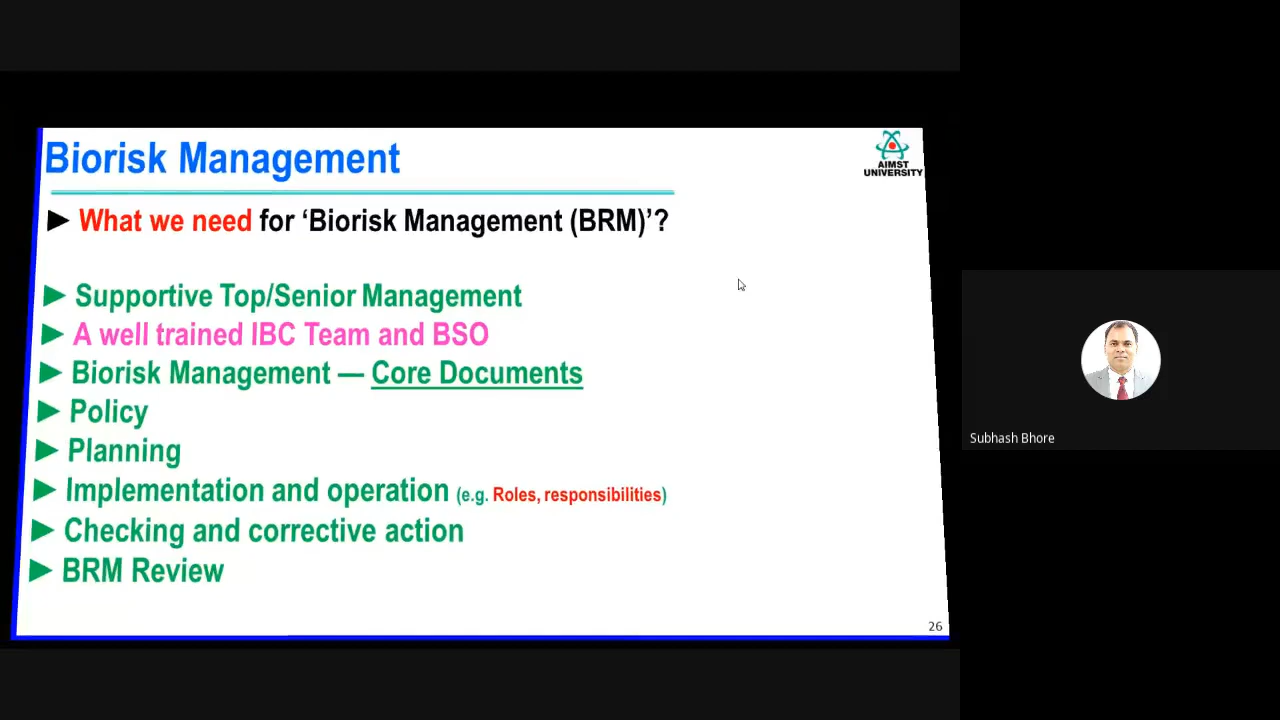 Biorisk Management
AIMST
UNIVERSITY
► What we need for ‘Biorisk Management (BRM)’?
► Supportive Top/Senior Management
► A well trained IBC Team and BSO
► Biorisk Management — Core Documents
► Policy
► Planning
► Implementation and operation (e.g. Roles, responsibilities)
► Checking and corrective action
► BRM Review
26
Subhash Bhore